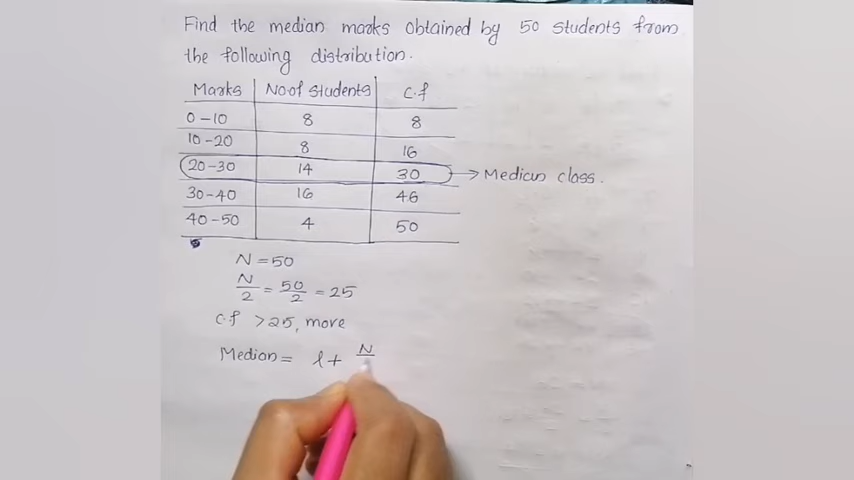 Find the median marks obtained by 50 students from
the following distribution.
Marks No.of students c.f
0-10 8 8
10-20 8 16
20-30 14 30 → Median class.
30-40 16 46
40-50 4 50
N = 50
N/2 = 50/2 = 25
c.f > 25, more
Median = l + N